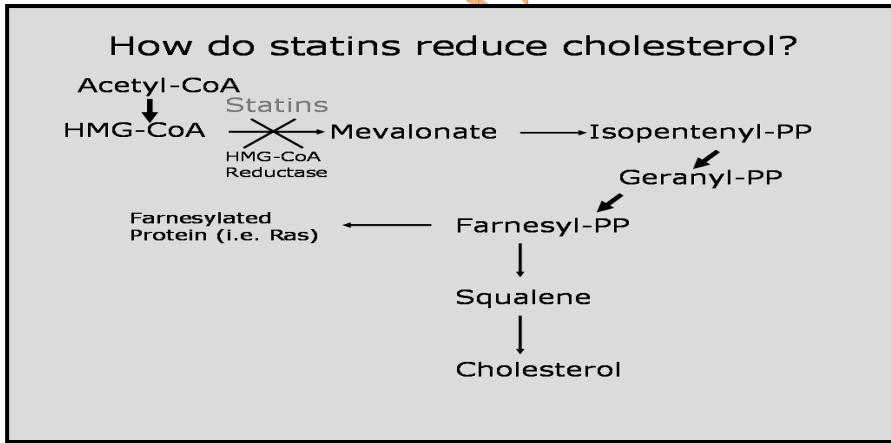 How do statins reduce cholesterol?
Acetyl-CoA
Statins
HMG-CoA
Mevalonate
Isopentenyl-PP
HMG-CoA
Reductase
Geranyl-PP
Farnesylated
Protein (i.e. Ras)
Farnesyl-PP
Squalene
Cholesterol